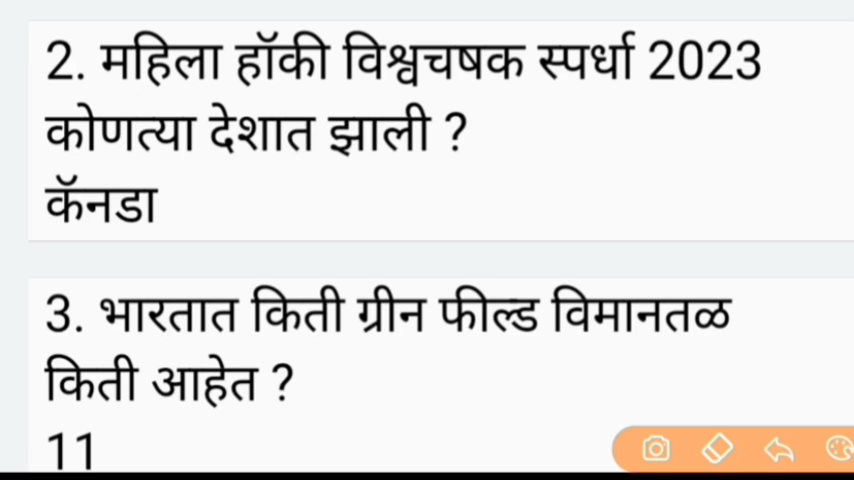 2. महिला हॉकी विश्वचषक स्पर्धा 2023
कोणत्या देशात झाली ?
कॅनडा
3. भारतात किती ग्रीन फील्ड विमानतळ
किती आहेत ?
11